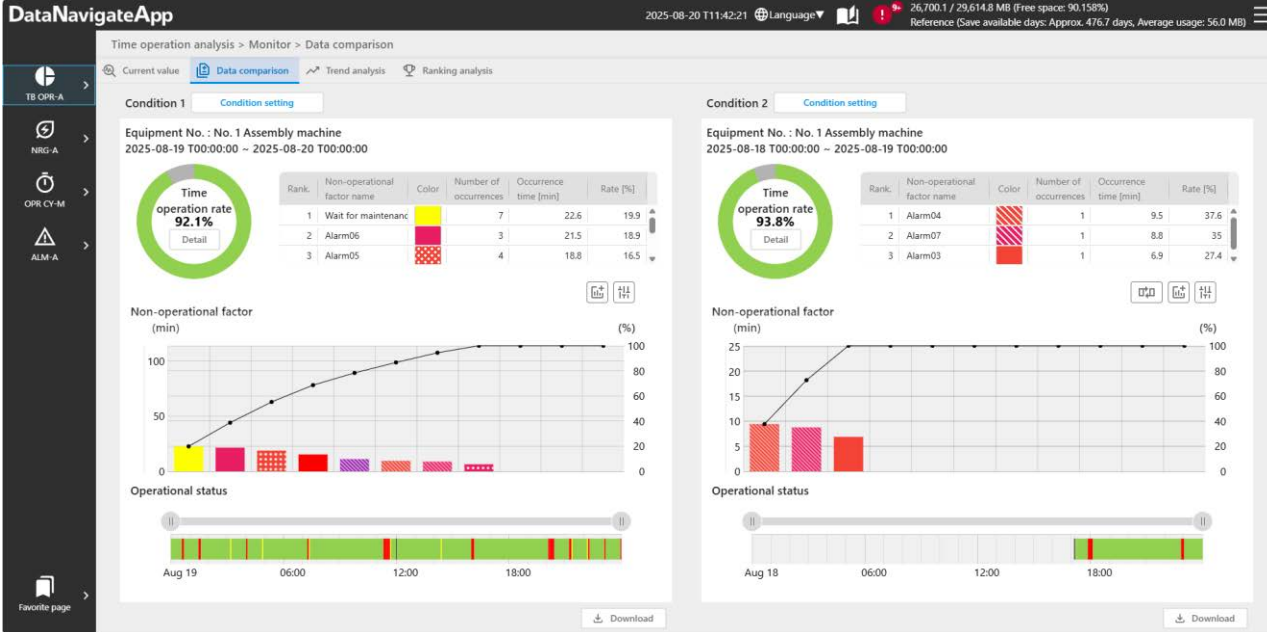 DataNavigateApp
2025-08-20 T11:42:21 Language▼ 9+ 26,700.1 / 29,614.8 MB (Free space: 90.158%)
Reference (Save available days: Approx. 476.7 days, Average usage: 56.0 MB)
Time operation analysis > Monitor > Data comparison
Current value Data comparison Trend analysis Ranking analysis
TB OPR-A
NRG-A
OPR CY-M
ALM-A
Favorite page
Condition 1 Condition setting
Equipment No. : No. 1 Assembly machine
2025-08-19 T00:00:00 ~ 2025-08-20 T00:00:00
Time
operation rate
92.1%
Detail
Rank. Non-operational factor name Color Number of occurrences Occurrence time [min] Rate [%]
1 Wait for maintenanc 7 22.6 19.9
2 Alarm06 3 21.5 18.9
3 Alarm05 4 18.8 16.5
Non-operational factor
(min) (%)
100
100
80
60
50
40
20
0 0
Operational status
Aug 19 06:00 12:00 18:00
Download
Condition 2 Condition setting
Equipment No. : No. 1 Assembly machine
2025-08-18 T00:00:00 ~ 2025-08-19 T00:00:00
Time
operation rate
93.8%
Detail
Rank. Non-operational factor name Color Number of occurrences Occurrence time [min] Rate [%]
1 Alarm04 1 9.5 37.6
2 Alarm07 1 8.8 35
3 Alarm03 1 6.9 27.4
Non-operational factor
(min) (%)
25 100
20 80
15 60
10 40
5 20
0 0
Operational status
Aug 18 06:00 12:00 18:00
Download